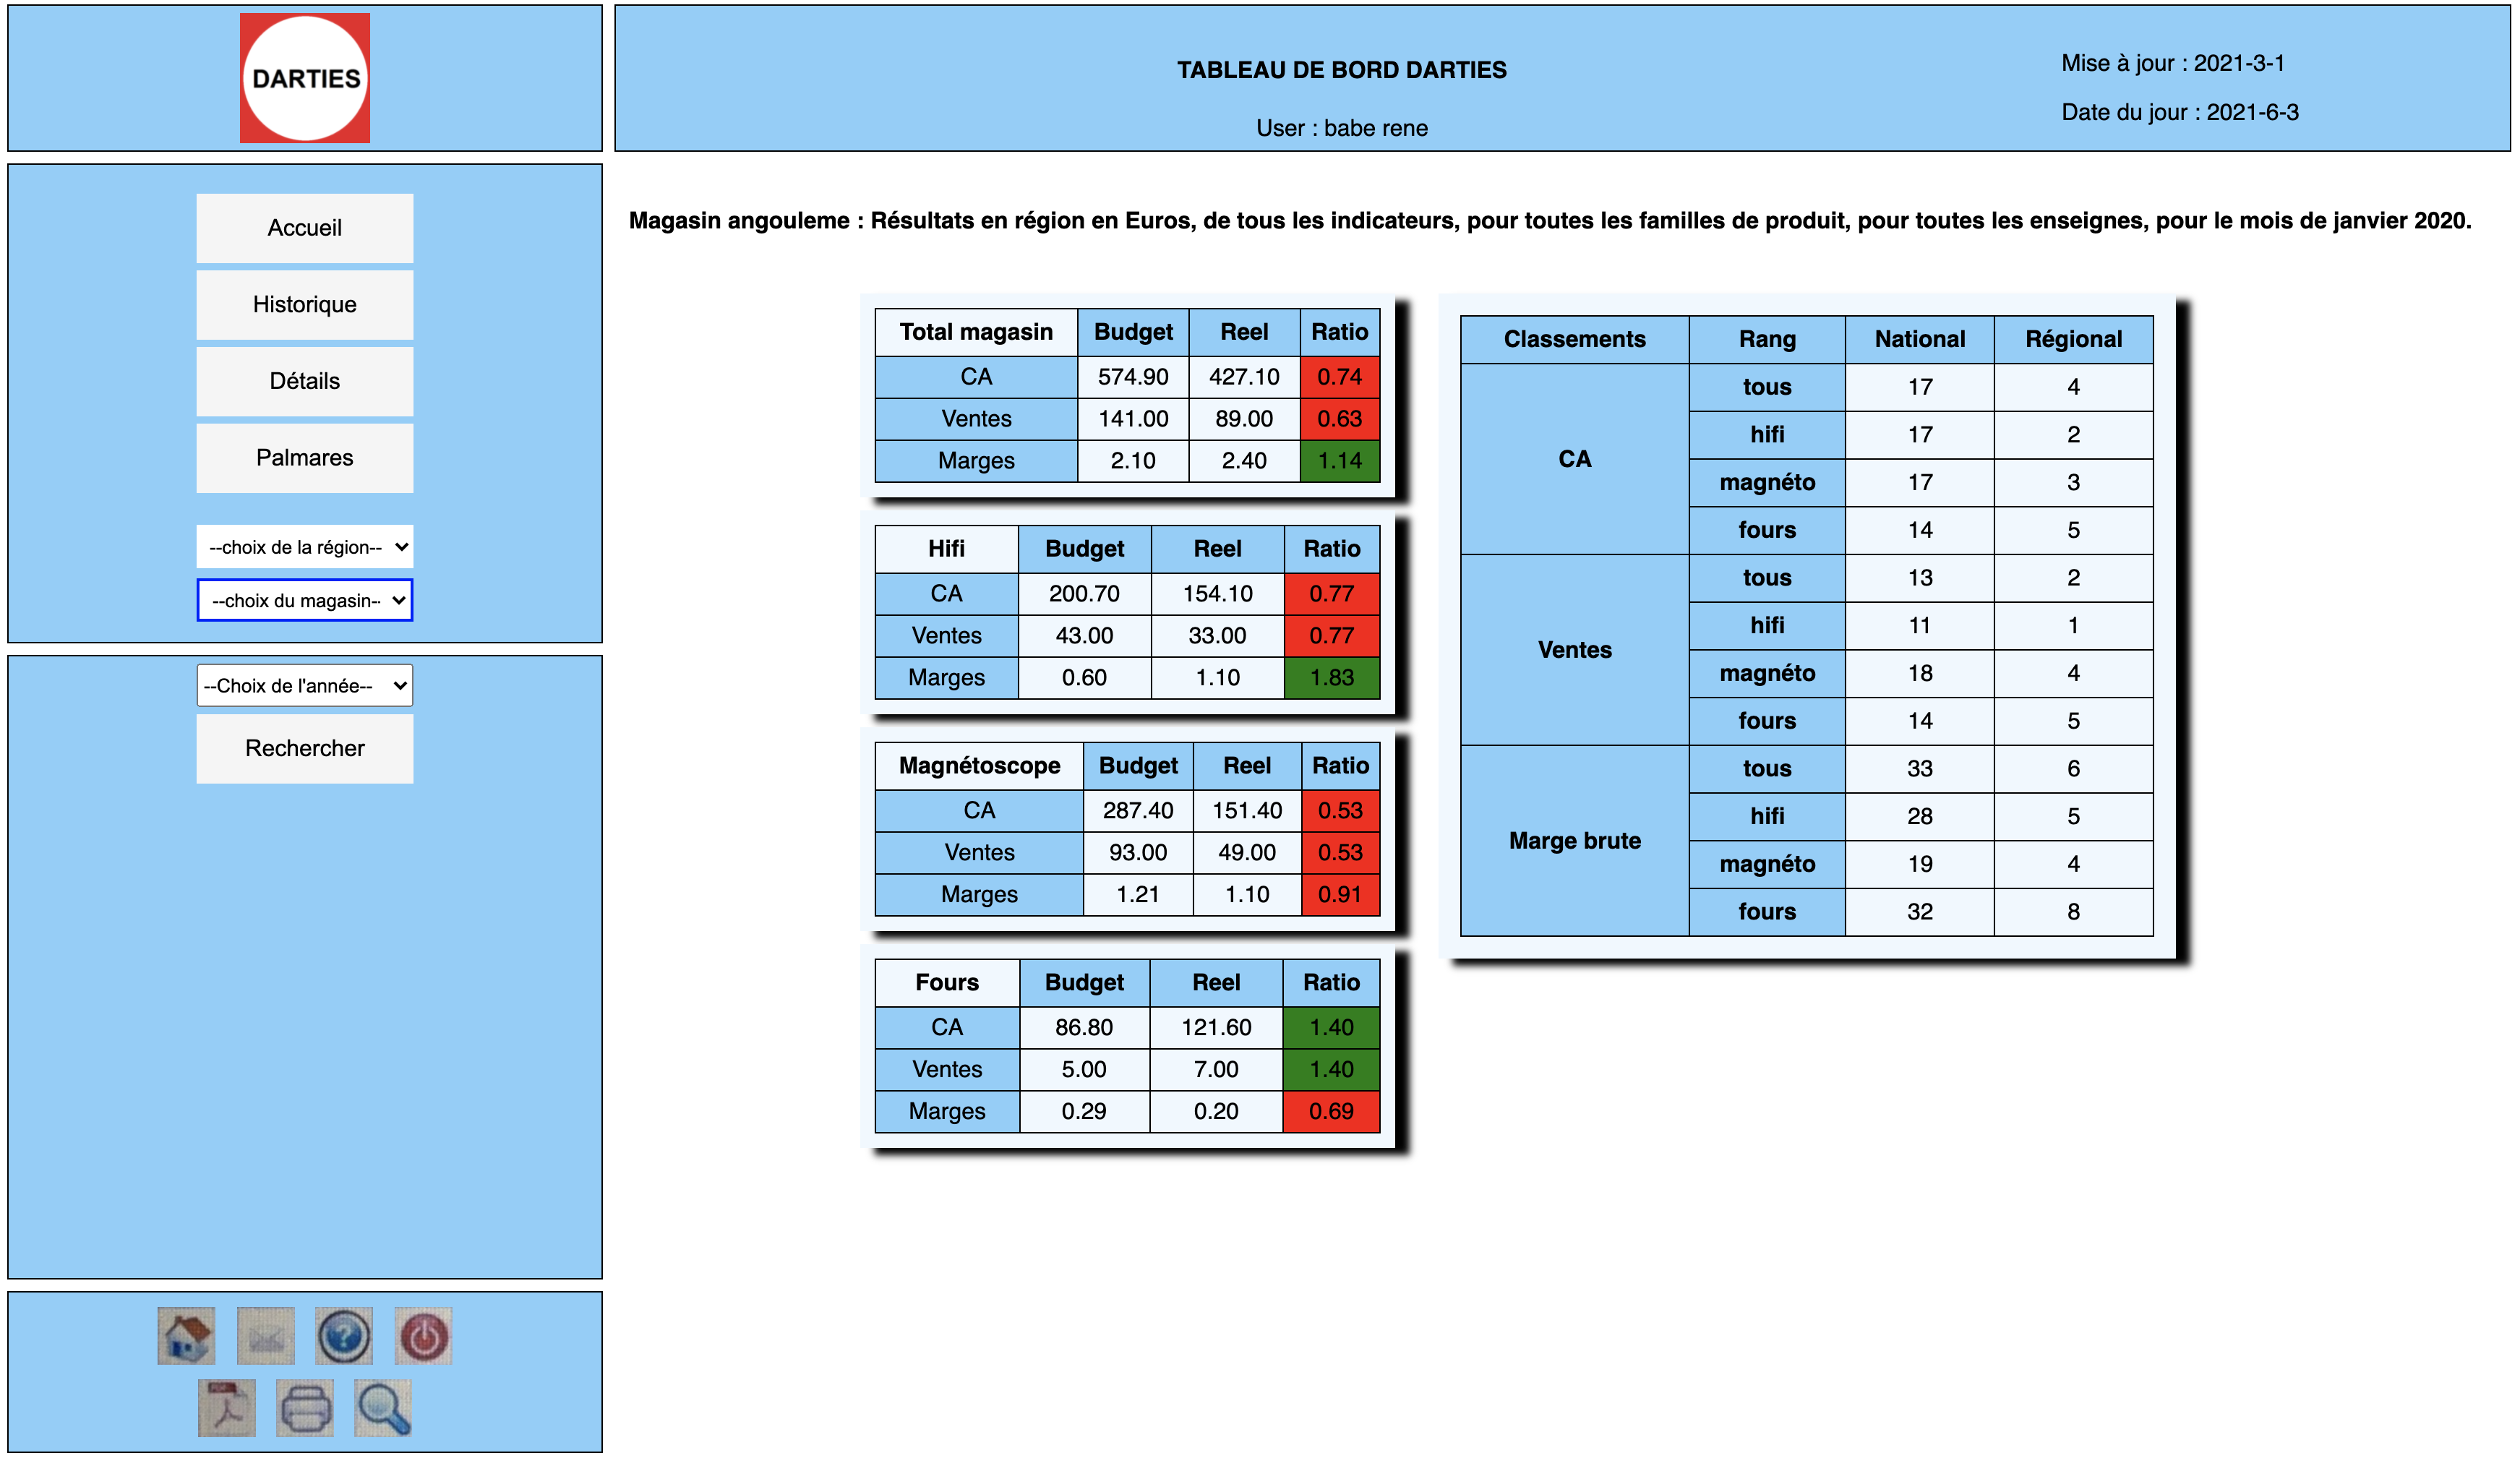 DARTIES
TABLEAU DE BORD DARTIES
User : babe rene
Mise à jour : 2021-3-1
Date du jour : 2021-6-3
Accueil
Historique
Détails
Palmares
--choix de la région--
--choix du magasin--
--Choix de l'année--
Rechercher
Magasin angouleme : Résultats en région en Euros, de tous les indicateurs, pour toutes les familles de produit, pour toutes les enseignes, pour le mois de janvier 2020.
Total magasin Budget Reel Ratio
CA 574.90 427.10 0.74
Ventes 141.00 89.00 0.63
Marges 2.10 2.40 1.14
Hifi Budget Reel Ratio
CA 200.70 154.10 0.77
Ventes 43.00 33.00 0.77
Marges 0.60 1.10 1.83
Magnétoscope Budget Reel Ratio
CA 287.40 151.40 0.53
Ventes 93.00 49.00 0.53
Marges 1.21 1.10 0.91
Fours Budget Reel Ratio
CA 86.80 121.60 1.40
Ventes 5.00 7.00 1.40
Marges 0.29 0.20 0.69
Classements Rang National Régional
CA
tous 17 4
hifi 17 2
magnéto 17 3
fours 14 5
Ventes
tous 13 2
hifi 11 1
magnéto 18 4
fours 14 5
Marge brute
tous 33 6
hifi 28 5
magnéto 19 4
fours 32 8
PDF